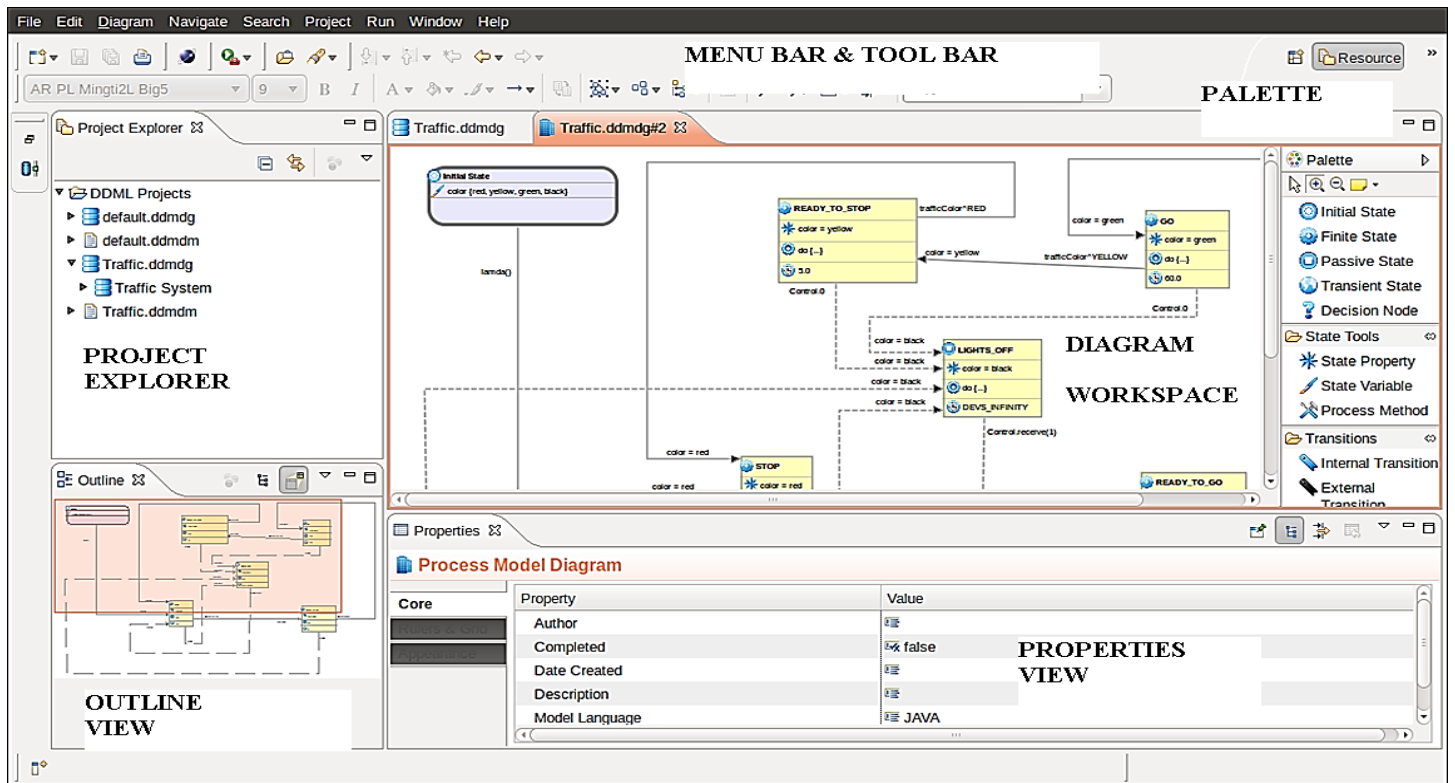 File Edit Diagram Navigate Search Project Run Window Help
MENU BAR & TOOL BAR
Resource
AR PL Mingti2L Big5
9
B I A
PALETTE
Project Explorer
DDML Projects
default.ddmdg
default.ddmdm
Traffic.ddmdg
Traffic System
Traffic.ddmdm
PROJECT
EXPLORER
Traffic.ddmdg
Traffic.ddmdg#2
Initial State
color {red, yellow, green, black}
lamda()
READY_TO_STOP
color = yellow
do {...}
3.0
Control.0
trafficColor^RED
color = yellow
trafficColor^YELLOW
color = green
GO
color = green
do {...}
60.0
Control.0
color = black
color = black
color = black
color = black
LIGHTS_OFF
color = black
do {...}
DEVS_INFINITY
Control.receive(1)
DIAGRAM
WORKSPACE
color = red
color = red
STOP
color = red
READY_TO_GO
Palette
Initial State
Finite State
Passive State
Transient State
Decision Node
State Tools
State Property
State Variable
Process Method
Transitions
Internal Transition
External
Transition
Outline
OUTLINE
VIEW
Properties
Process Model Diagram
Core
Rulers & Grid
Appearance
Property Value
Author
Completed false
Date Created
Description
Model Language JAVA
PROPERTIES
VIEW